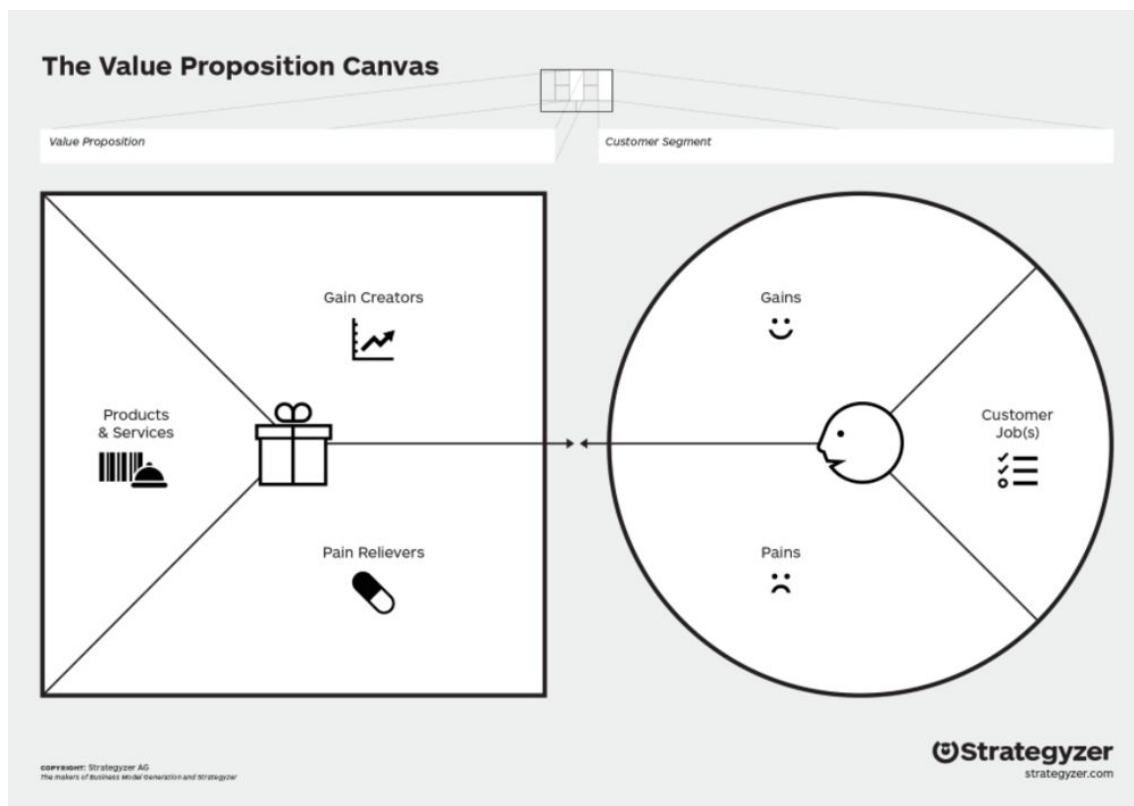 The Value Proposition Canvas
Value Proposition
Customer Segment
Gain Creators
Gains
Products
& Services
Customer
Job(s)
Pain Relievers
Pains
COPYRIGHT: Strategyzer AG
The makers of Business Model Generation and Strategyzer
Strategyzer
strategyzer.com